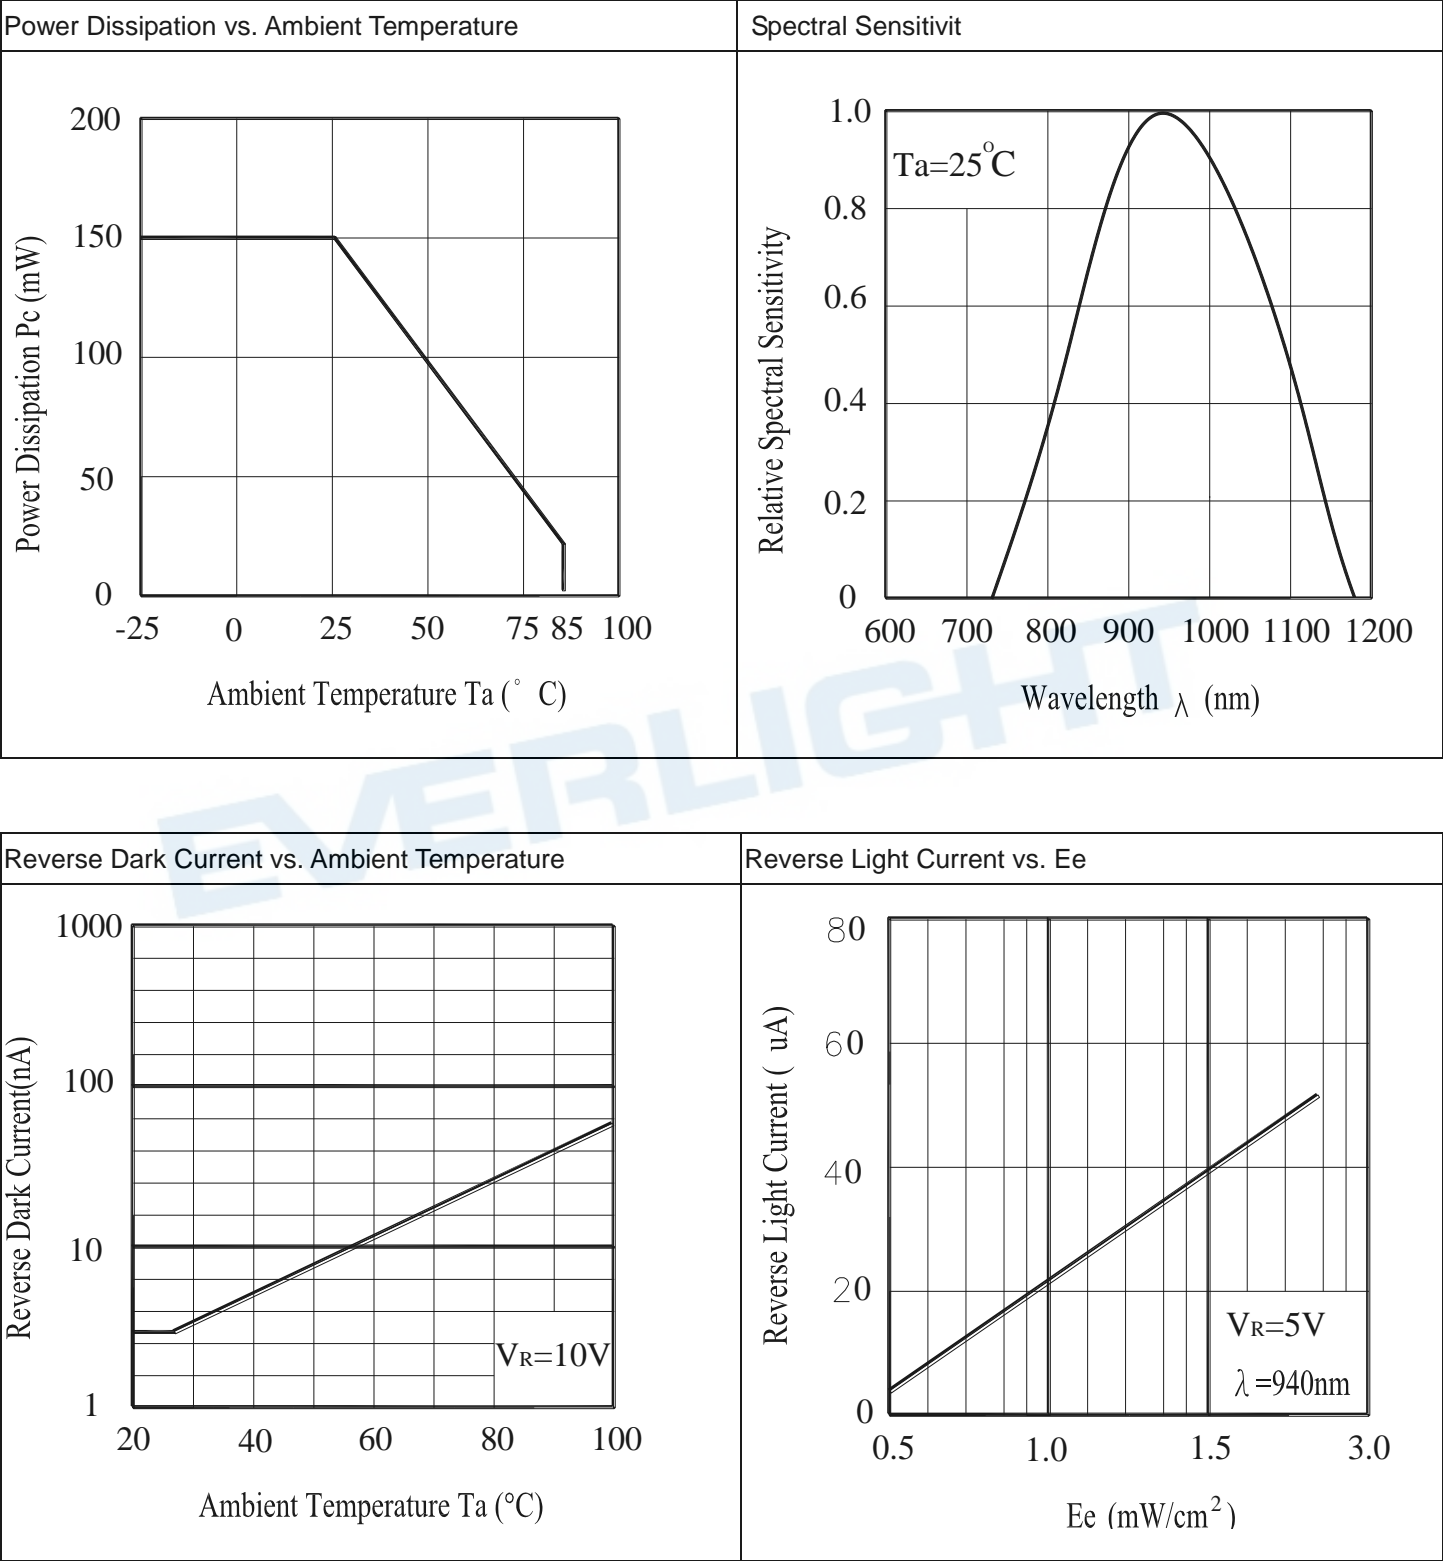 Power Dissipation vs. Ambient Temperature
Power Dissipation Pc (mW)
200
150
100
50
0
-25 0 25 50 75 85 100
Ambient Temperature Ta ( ° C)
Spectral Sensitivit
Relative Spectral Sensitivity
1.0
Ta=25°C
0.8
0.6
0.4
0.2
0
600 700 800 900 1000 1100 1200
Wavelength λ (nm)
EVERLIGHT
Reverse Dark Current vs. Ambient Temperature
Reverse Dark Current(nA)
1000
100
10
VR=10V
1
20 40 60 80 100
Ambient Temperature Ta (°C)
Reverse Light Current vs. Ee
Reverse Light Current ( uA)
80
60
40
20
VR=5V
λ =940nm
0
0.5 1.0 1.5 3.0
Ee (mW/cm² )